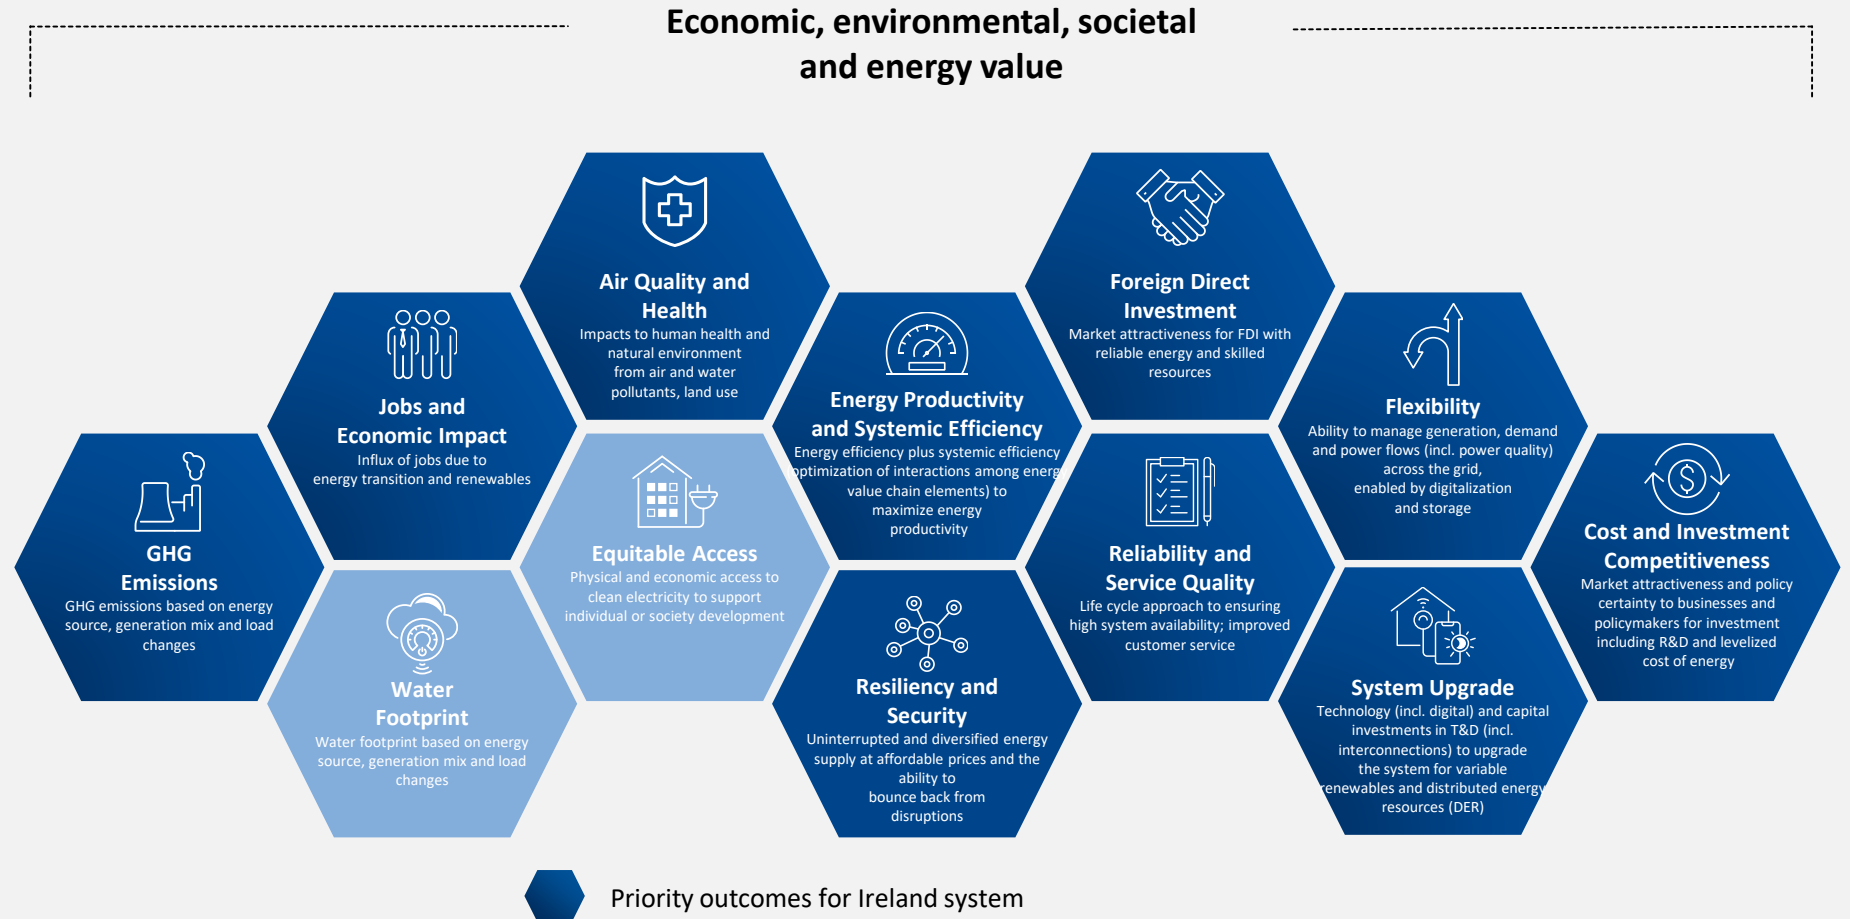 Economic, environmental, societal
and energy value
Air Quality and
Health
Impacts to human health and
natural environment
from air and water
pollutants, land use
Foreign Direct
Investment
Market attractiveness for FDI with
reliable energy and skilled
resources
Jobs and
Economic Impact
Influx of jobs due to
energy transition and renewables
Energy Productivity
and Systemic Efficiency
Energy efficiency plus systemic efficiency
(optimization of interactions among energy
value chain elements) to
maximize energy
productivity
Flexibility
Ability to manage generation, demand
and power flows (incl. power quality)
across the grid,
enabled by digitalization
and storage
GHG
Emissions
GHG emissions based on energy
source, generation mix and load
changes
Equitable Access
Physical and economic access to
clean electricity to support
individual or society development
Reliability and
Service Quality
Life cycle approach to ensuring
high system availability; improved
customer service
Cost and Investment
Competitiveness
Market attractiveness and policy
certainty to businesses and
policymakers for investment
including R&D and levelized
cost of energy
Water
Footprint
Water footprint based on energy
source, generation mix and load
changes
Resiliency and
Security
Uninterrupted and diversified energy
supply at affordable prices and the
ability to
bounce back from
disruptions
System Upgrade
Technology (incl. digital) and capital
investments in T&D (incl.
interconnections) to upgrade
the system for variable
renewables and distributed energy
resources (DER)
Priority outcomes for Ireland system